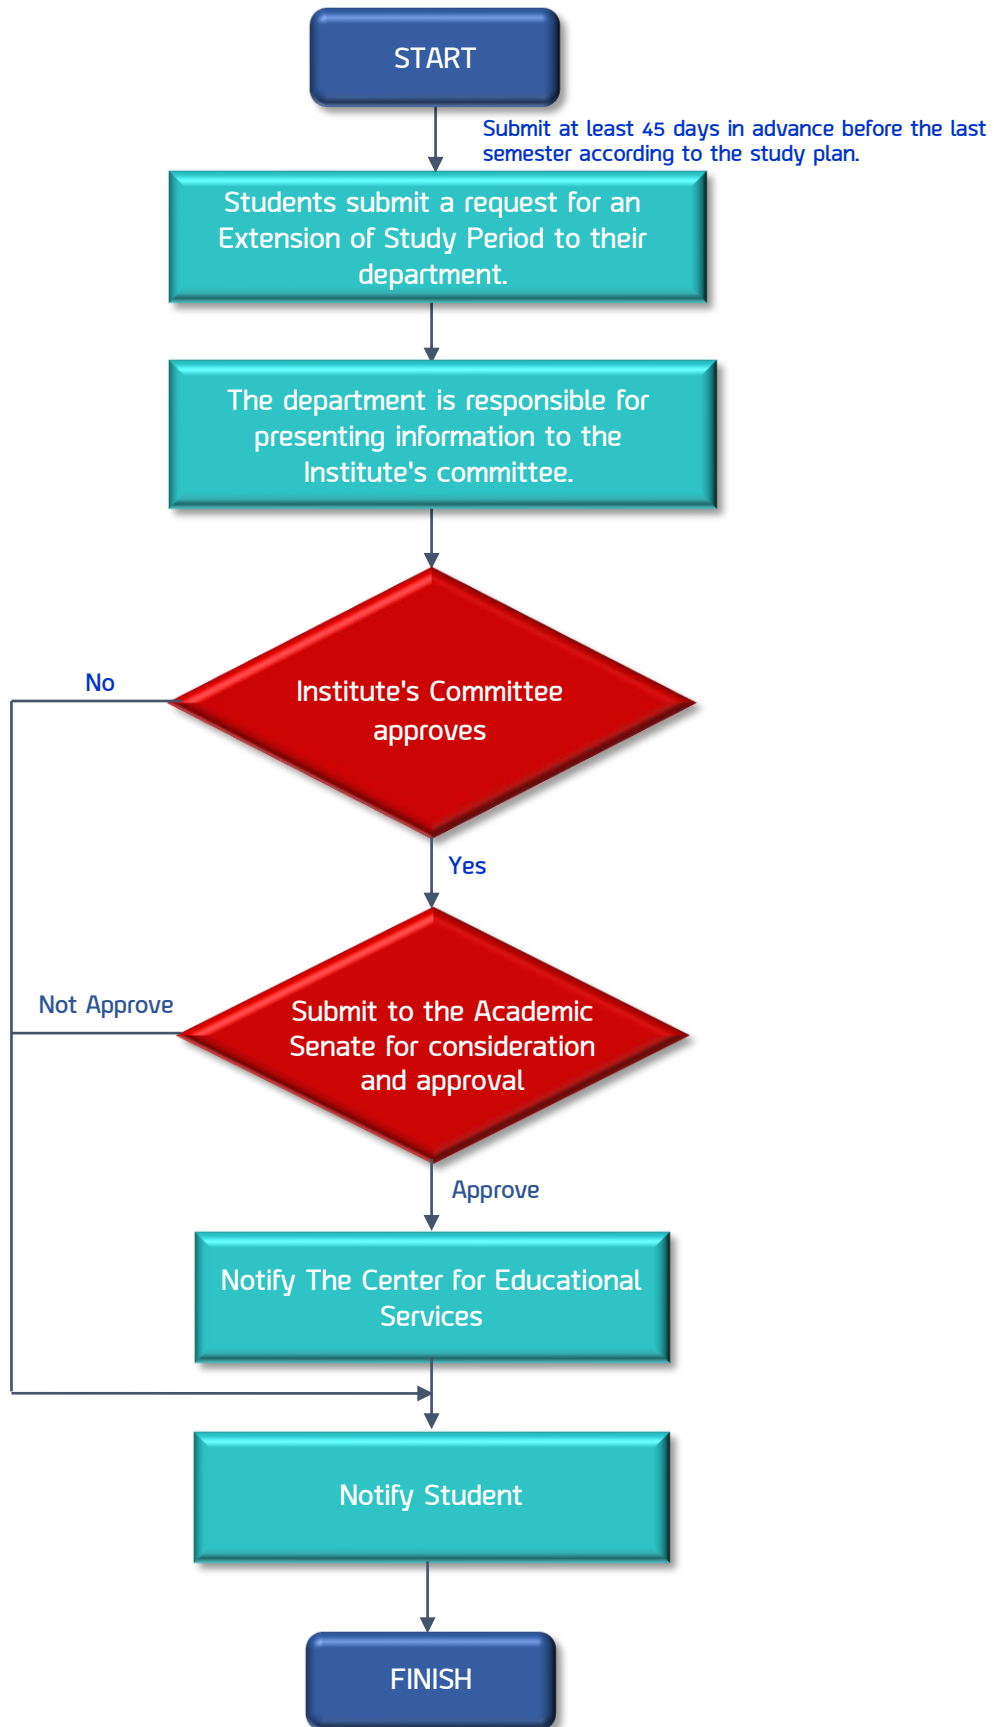 START
Submit at least 45 days in advance before the last
semester according to the study plan.
Students submit a request for an
Extension of Study Period to their
department.
The department is responsible for
presenting information to the
Institute's committee.
No
Institute's Committee
approves
Yes
Not Approve
Submit to the Academic
Senate for consideration
and approval
Approve
Notify The Center for Educational
Services
Notify Student
FINISH